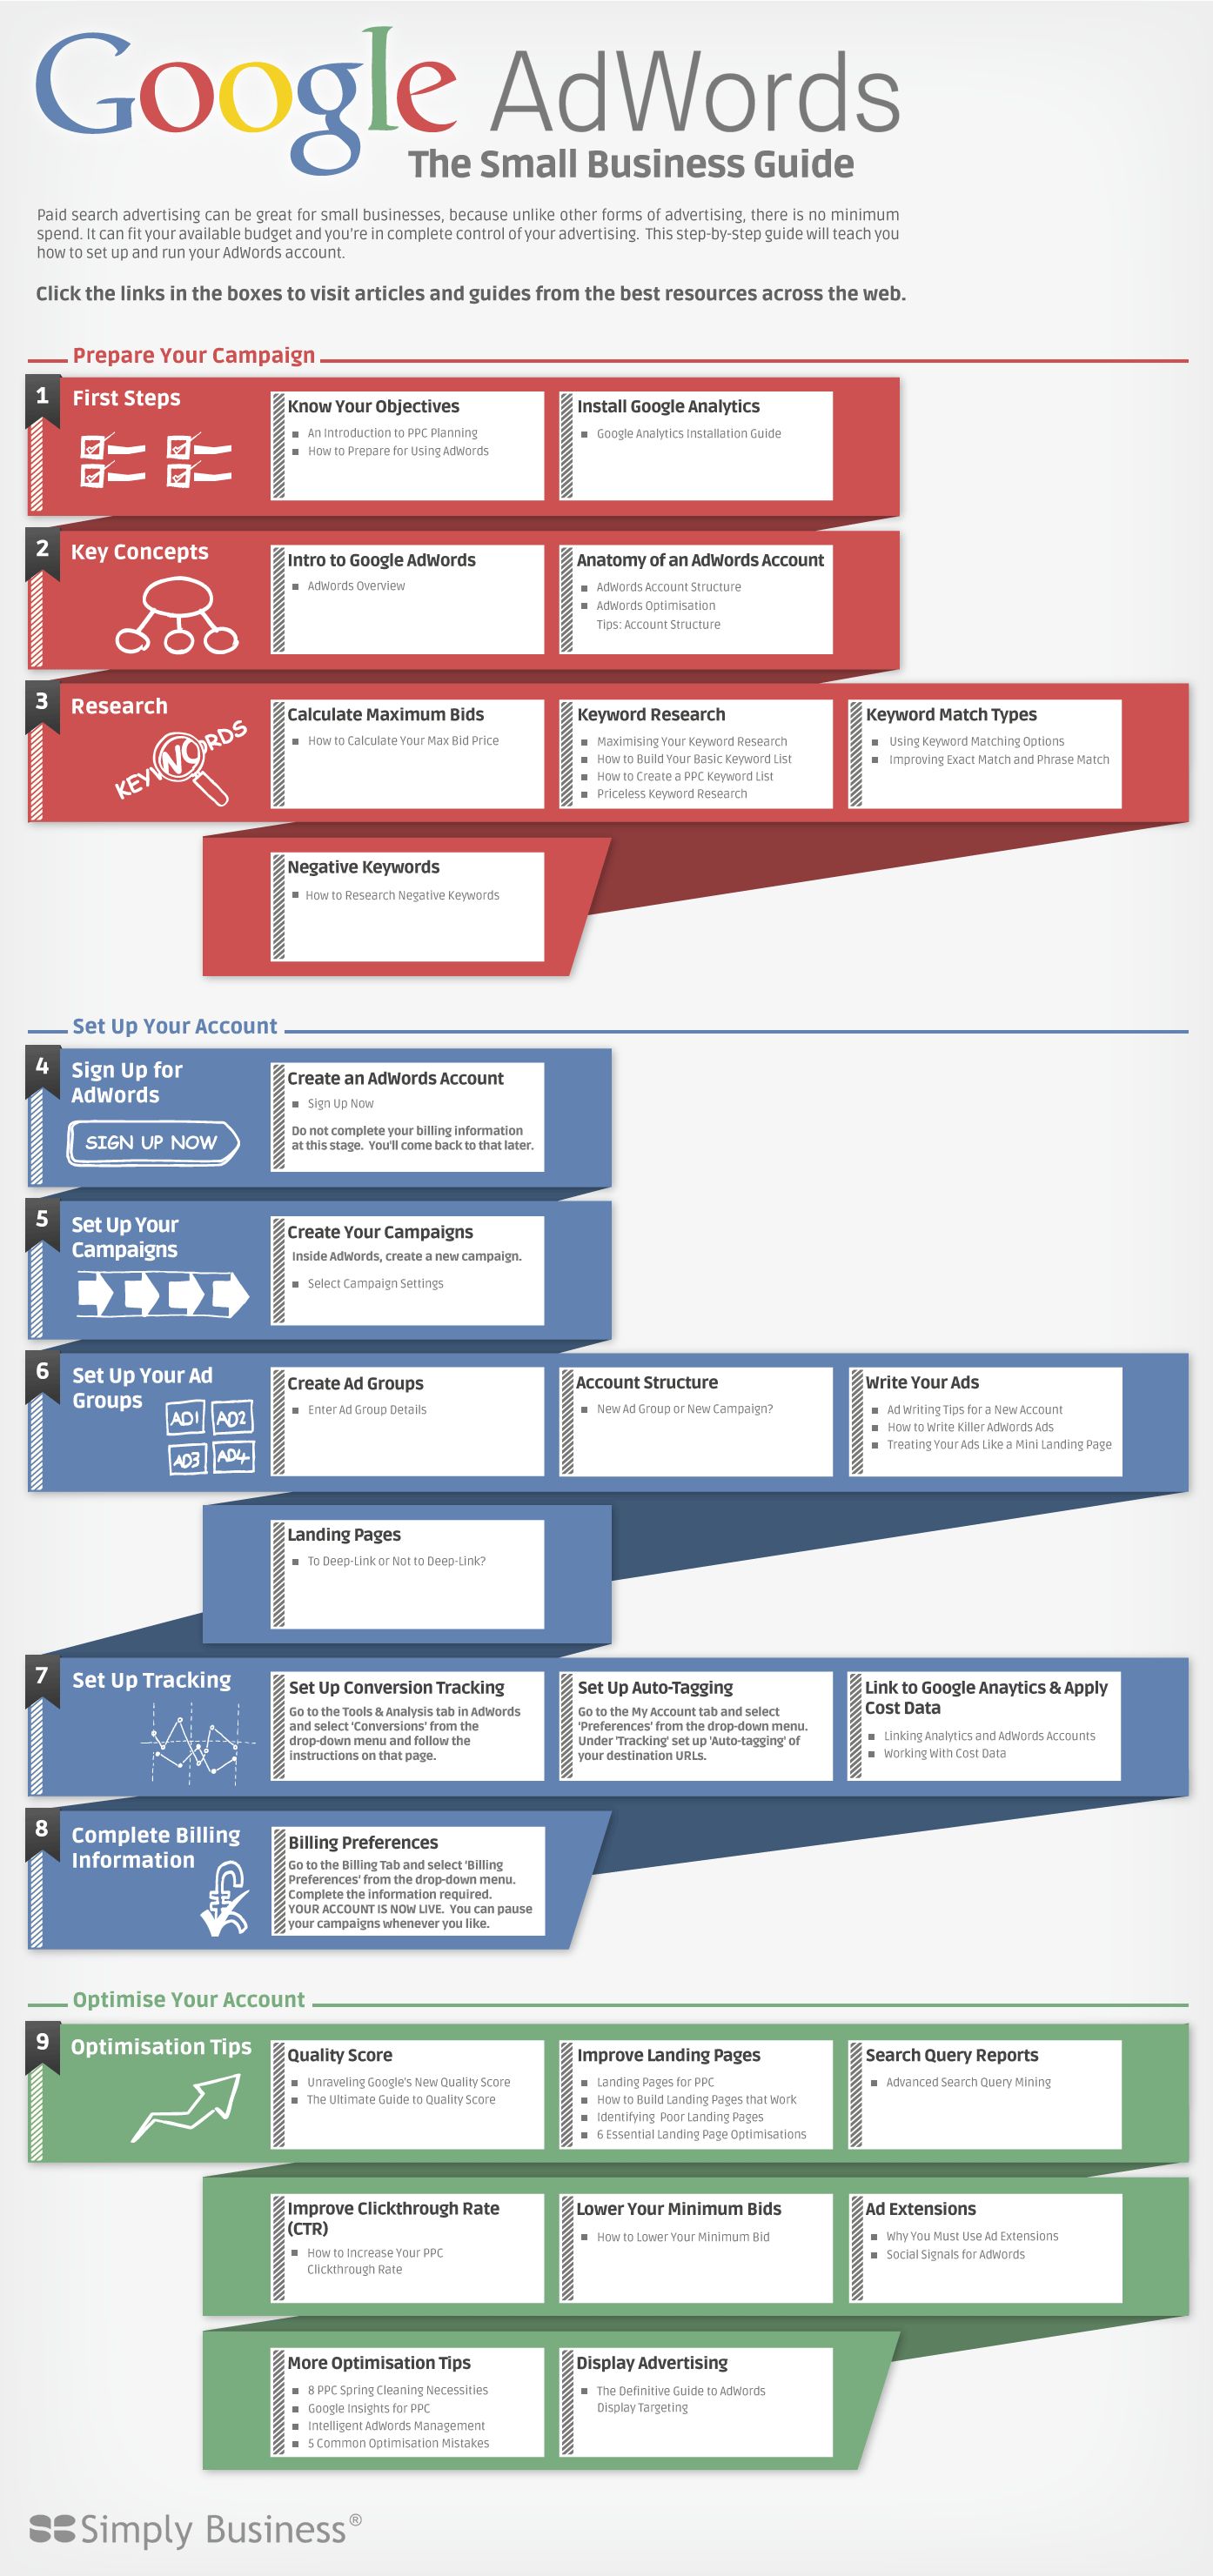 Google AdWords
The Small Business Guide
Paid search advertising can be great for small businesses, because unlike other forms of advertising, there is no minimum
spend. It can fit your available budget and you're in complete control of your advertising. This step-by-step guide will teach you
how to set up and run your AdWords account.
Click the links in the boxes to visit articles and guides from the best resources across the web.
Prepare Your Campaign
1
First Steps
Know Your Objectives
An Introduction to PPC Planning
How to Prepare for Using AdWords
Install Google Analytics
Google Analytics Installation Guide
2
Key Concepts
Intro to Google AdWords
AdWords Overview
Anatomy of an AdWords Account
AdWords Account Structure
AdWords Optimisation
Tips: Account Structure
3
Research
KEYWORDS
Calculate Maximum Bids
How to Calculate Your Max Bid Price
Keyword Research
Maximising Your Keyword Research
How to Build Your Basic Keyword List
How to Create a PPC Keyword List
Priceless Keyword Research
Keyword Match Types
Using Keyword Matching Options
Improving Exact Match and Phrase Match
Negative Keywords
How to Research Negative Keywords
Set Up Your Account
4
Sign Up for
AdWords
SIGN UP NOW
Create an AdWords Account
Sign Up Now
Do not complete your billing information
at this stage. You'll come back to that later.
5
Set Up Your
Campaigns
Create Your Campaigns
Inside AdWords, create a new campaign.
Select Campaign Settings
6
Set Up Your Ad
Groups
AD1 AD2
AD3 AD4
Create Ad Groups
Enter Ad Group Details
Account Structure
New Ad Group or New Campaign?
Write Your Ads
Ad Writing Tips for a New Account
How to Write Killer AdWords Ads
Treating Your Ads Like a Mini Landing Page
Landing Pages
To Deep-Link or Not to Deep-Link?
7
Set Up Tracking
Set Up Conversion Tracking
Go to the Tools & Analysis tab in AdWords
and select 'Conversions' from the
drop-down menu and follow the
instructions on that page.
Set Up Auto-Tagging
Go to the My Account tab and select
'Preferences' from the drop-down menu.
Under 'Tracking' set up 'Auto-tagging' of
your destination URLs.
Link to Google Anaytics & Apply
Cost Data
Linking Analytics and AdWords Accounts
Working With Cost Data
8
Complete Billing
Information
£
Billing Preferences
Go to the Billing Tab and select 'Billing
Preferences' from the drop-down menu.
Complete the information required.
YOUR ACCOUNT IS NOW LIVE. You can pause
your campaigns whenever you like.
Optimise Your Account
9
Optimisation Tips
Quality Score
Unraveling Google's New Quality Score
The Ultimate Guide to Quality Score
Improve Landing Pages
Landing Pages for PPC
How to Build Landing Pages that Work
Identifying Poor Landing Pages
6 Essential Landing Page Optimisations
Search Query Reports
Advanced Search Query Mining
Improve Clickthrough Rate
(CTR)
How to Increase Your PPC
Clickthrough Rate
Lower Your Minimum Bids
How to Lower Your Minimum Bid
Ad Extensions
Why You Must Use Ad Extensions
Social Signals for AdWords
More Optimisation Tips
8 PPC Spring Cleaning Necessities
Google Insights for PPC
Intelligent AdWords Management
5 Common Optimisation Mistakes
Display Advertising
The Definitive Guide to AdWords
Display Targeting
Simply Business®